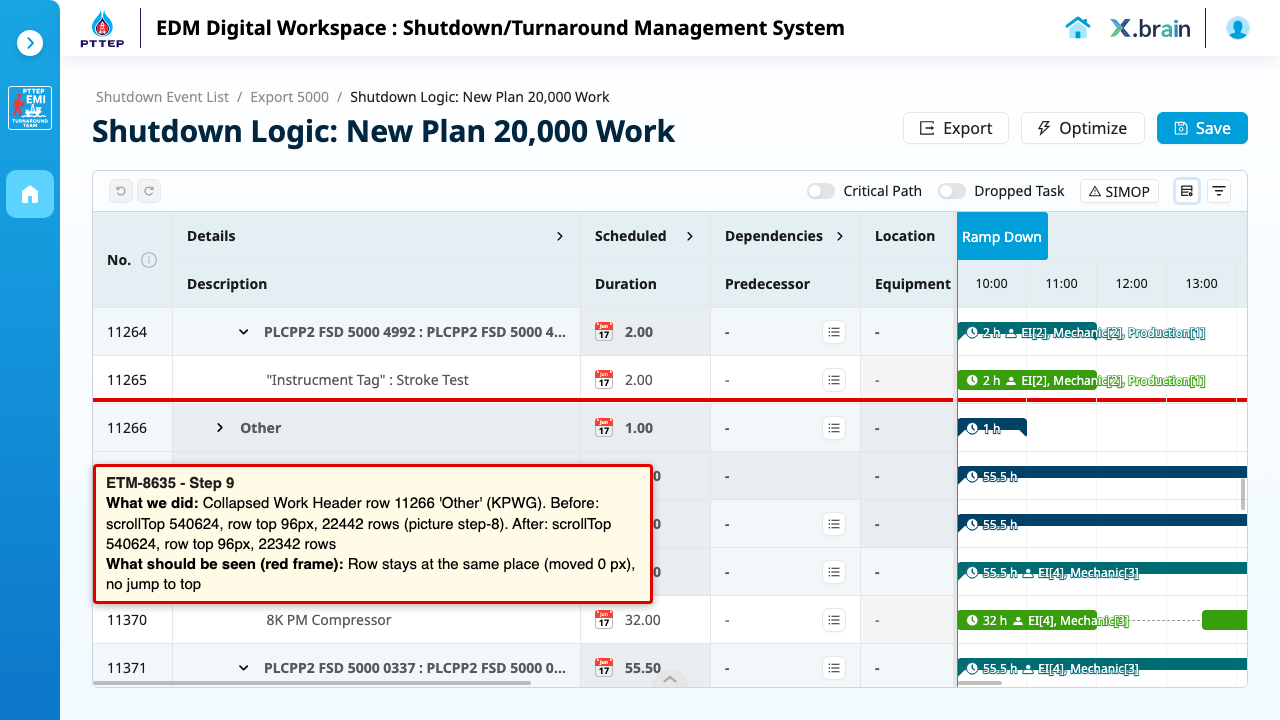 PTTEP
EDM Digital Workspace : Shutdown/Turnaround Management System
X.brain
PTTEP
EMI
TURNAROUND
TEAM
Shutdown Event List / Export 5000 / Shutdown Logic: New Plan 20,000 Work
Shutdown Logic: New Plan 20,000 Work
Export
Optimize
Save
Critical Path
Dropped Task
SIMOP
No.
Details
Scheduled
Dependencies
Location
Ramp Down
Description
Duration
Predecessor
Equipment
10:00
11:00
12:00
13:00
11264
PLCPP2 FSD 5000 4992 : PLCPP2 FSD 5000 4...
2.00
-
-
2 h EI[2], Mechanic[2], Production[1]
11265
"Instrucment Tag" : Stroke Test
2.00
-
-
2 h EI[2], Mechanic[2], Production[1]
11266
Other
1.00
-
-
1 h
0
-
-
55.5 h
0
-
-
55.5 h
0
-
-
55.5 h EI[4], Mechanic[3]
ETM-8635 - Step 9
What we did: Collapsed Work Header row 11266 'Other' (KPWG). Before:
scrollTop 540624, row top 96px, 22442 rows (picture step-8). After: scrollTop
540624, row top 96px, 22342 rows
What should be seen (red frame): Row stays at the same place (moved 0 px),
no jump to top
11370
8K PM Compressor
32.00
-
-
32 h EI[4], Mechanic[3]
11371
PLCPP2 FSD 5000 0337 : PLCPP2 FSD 5000 0...
55.50
-
-
55.5 h EI[4], Mechanic[3]